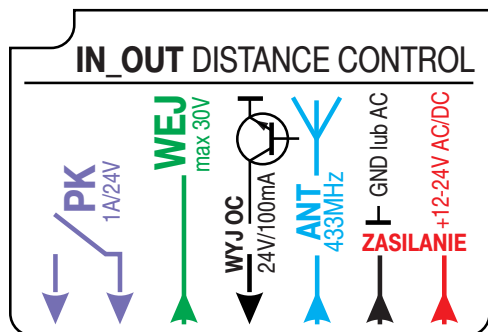 IN_OUT DISTANCE CONTROL
PK
1A/24V
WEJ
max 30V
WYJ OC
24V/100mA
ANT
433MHz
GND lub AC
+12-24V AC/DC
ZASILANIE